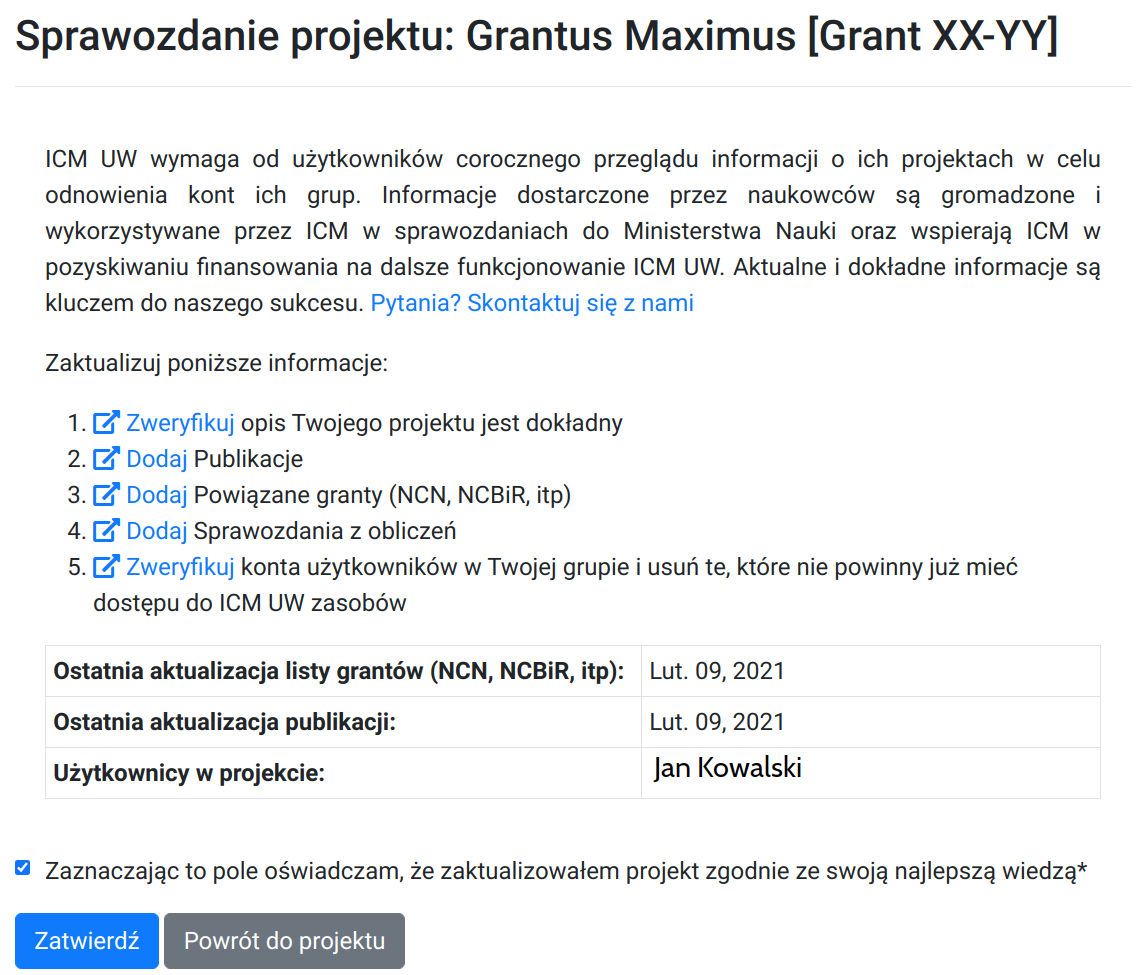 Sprawozdanie projektu: Grantus Maximus [Grant XX-YY]
ICM UW wymaga od użytkowników corocznego przeglądu informacji o ich projektach w celu
odnowienia kont ich grup. Informacje dostarczone przez naukowców są gromadzone i
wykorzystywane przez ICM w sprawozdaniach do Ministerstwa Nauki oraz wspierają ICM w
pozyskiwaniu finansowania na dalsze funkcjonowanie ICM UW. Aktualne i dokładne informacje są
kluczem do naszego sukcesu. Pytania? Skontaktuj się z nami
Zaktualizuj poniższe informacje:
1. Zweryfikuj opis Twojego projektu jest dokładny
2. Dodaj Publikacje
3. Dodaj Powiązane granty (NCN, NCBiR, itp)
4. Dodaj Sprawozdania z obliczeń
5. Zweryfikuj konta użytkowników w Twojej grupie i usuń te, które nie powinny już mieć
dostępu do ICM UW zasobów
Ostatnia aktualizacja listy grantów (NCN, NCBiR, itp): Lut. 09, 2021
Ostatnia aktualizacja publikacji: Lut. 09, 2021
Użytkownicy w projekcie: Jan Kowalski
Zaznaczając to pole oświadczam, że zaktualizowałem projekt zgodnie ze swoją najlepszą wiedzą*
Zatwierdź Powrót do projektu